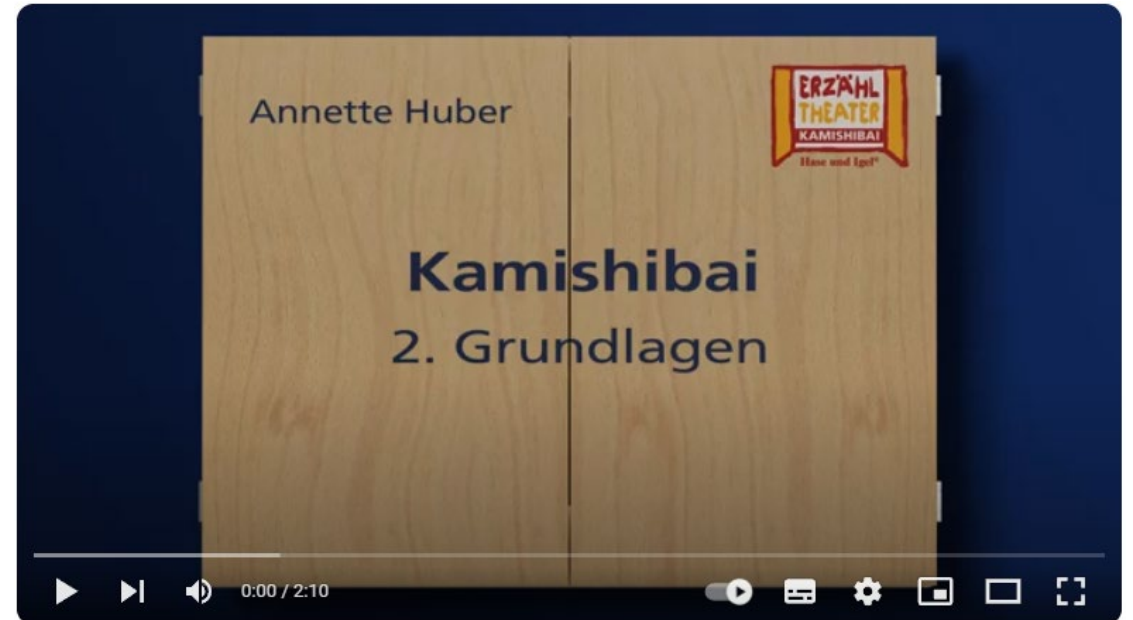 Annette Huber
ERZÄHL
THEATER
KAMISHIBAI
Hase und Igel®
Kamishibai
2. Grundlagen
0:00 / 2:10